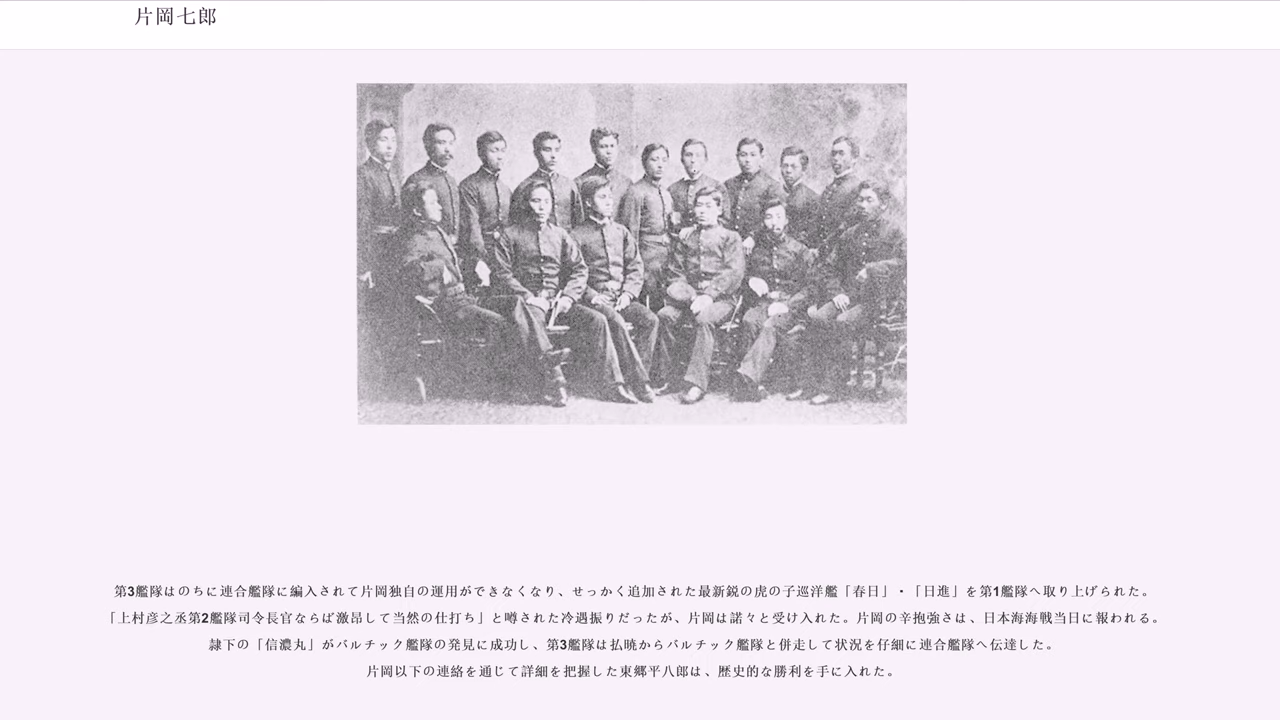 片岡七郎
第3艦隊はのちに連合艦隊に編入されて片岡独自の運用ができなくなり、せっかく追加された最新鋭の虎の子巡洋艦「春日」・「日進」を第1艦隊へ取り上げられた。
「上村彦之丞第2艦隊司令長官ならば激昂して当然の仕打ち」と噂された冷遇振りだったが、片岡は諾々と受け入れた。片岡の辛抱強さは、日本海海戦当日に報われる。
隷下の「信濃丸」がバルチック艦隊の発見に成功し、第3艦隊は払暁からバルチック艦隊と併走して状況を仔細に連合艦隊へ伝達した。
片岡以下の連絡を通じて詳細を把握した東郷平八郎は、歴史的な勝利を手に入れた。